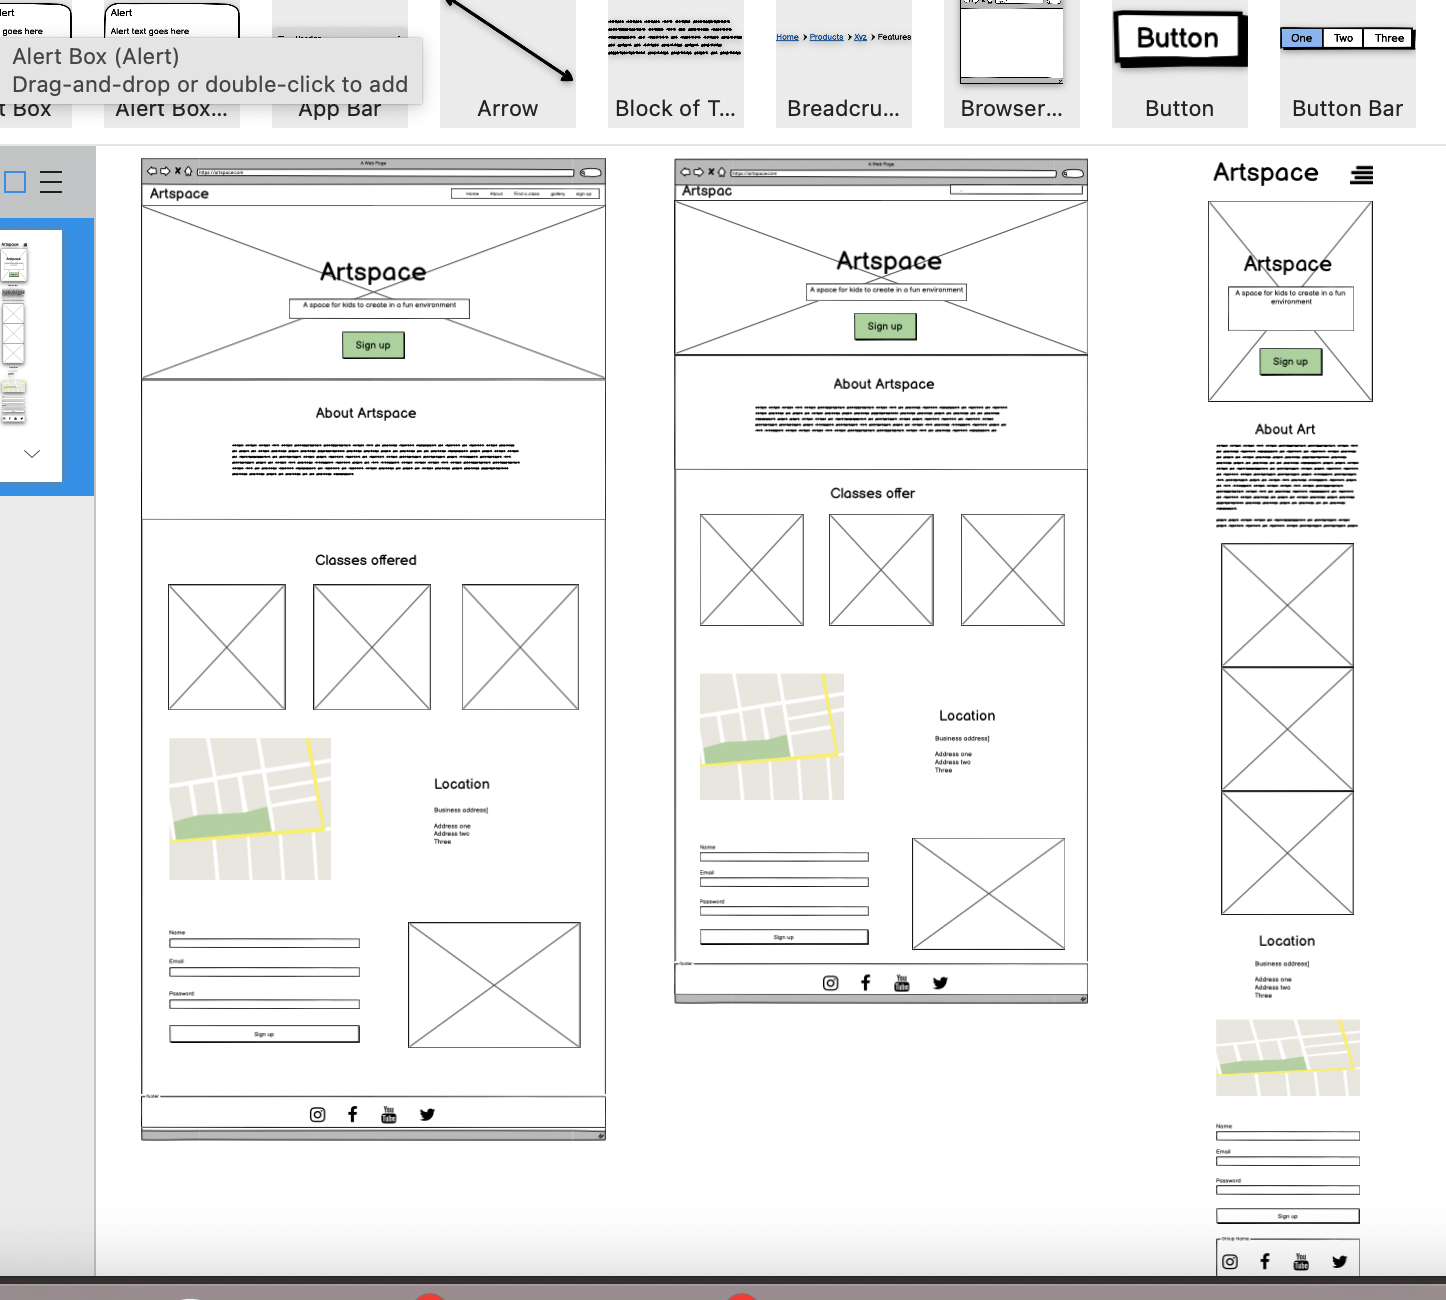 Alert
goes here
Alert text goes here
Alert Box (Alert)
Drag-and-drop or double-click to add
t Box
Alert Box...
App Bar
Arrow
Block of T...
Home
Products
Xyz
Features
Breadcru...
Browser...
Button
Button
One
Two
Three
Button Bar
A Web Page
https://artspace.com
Artspace
Home
About
Find a class
gallery
sign up
Artspace
A space for kids to create in a fun environment
Sign up
About Artspace
Classes offered
Location
Business address]
Address one
Address two
Three
Name
Email
Password
Sign up
footer
You
Tube
A Web Page
https://artspace.com
Artspac
Artspace
A space for kids to create in a fun environment
Sign up
About Artspace
Classes offer
Location
Business address]
Address one
Address two
Three
Name
Email
Password
Sign up
footer
You
Tube
Artspace
Artspace
A space for kids to create in a fun
environment
Sign up
About Art
Location
Business address]
Address one
Address two
Three
Name
Email
Password
Sign up
Group Name
You
Tube